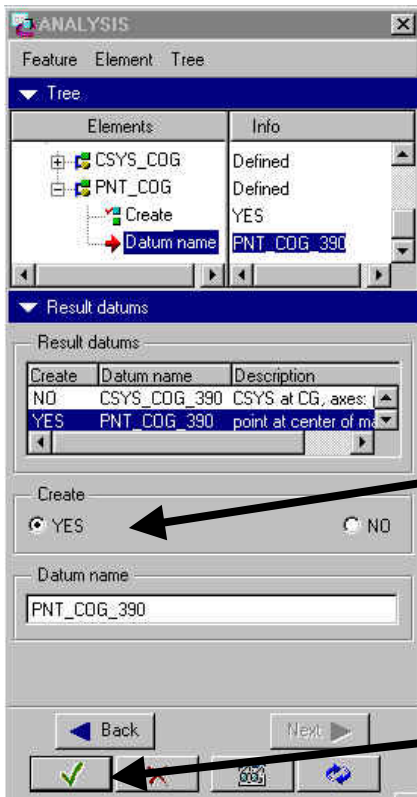 ANALYSIS
Feature Element Tree
Tree
Elements Info
CSYS_COG Defined
PNT_COG Defined
Create YES
Datum name PNT_COG_390
Result datums
Result datums
Create Datum name Description
NO CSYS_COG_390 CSYS at CG, axes:
YES PNT_COG_390 point at center of
Create
YES NO
Datum name
PNT_COG_390
Back Next